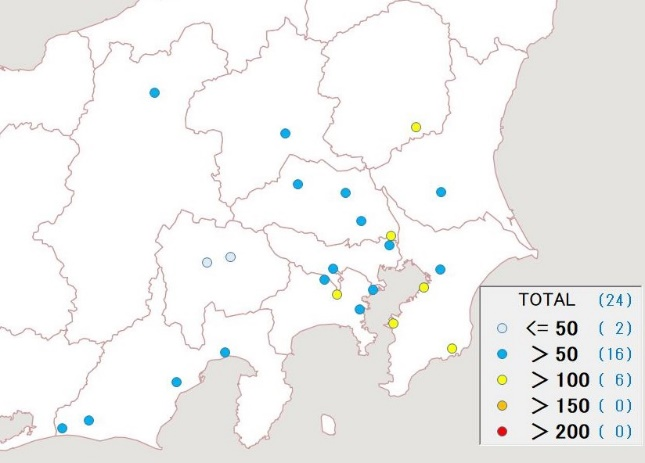 TOTAL (24)
<= 50 ( 2)
> 50 (16)
> 100 ( 6)
> 150 ( 0)
> 200 ( 0)